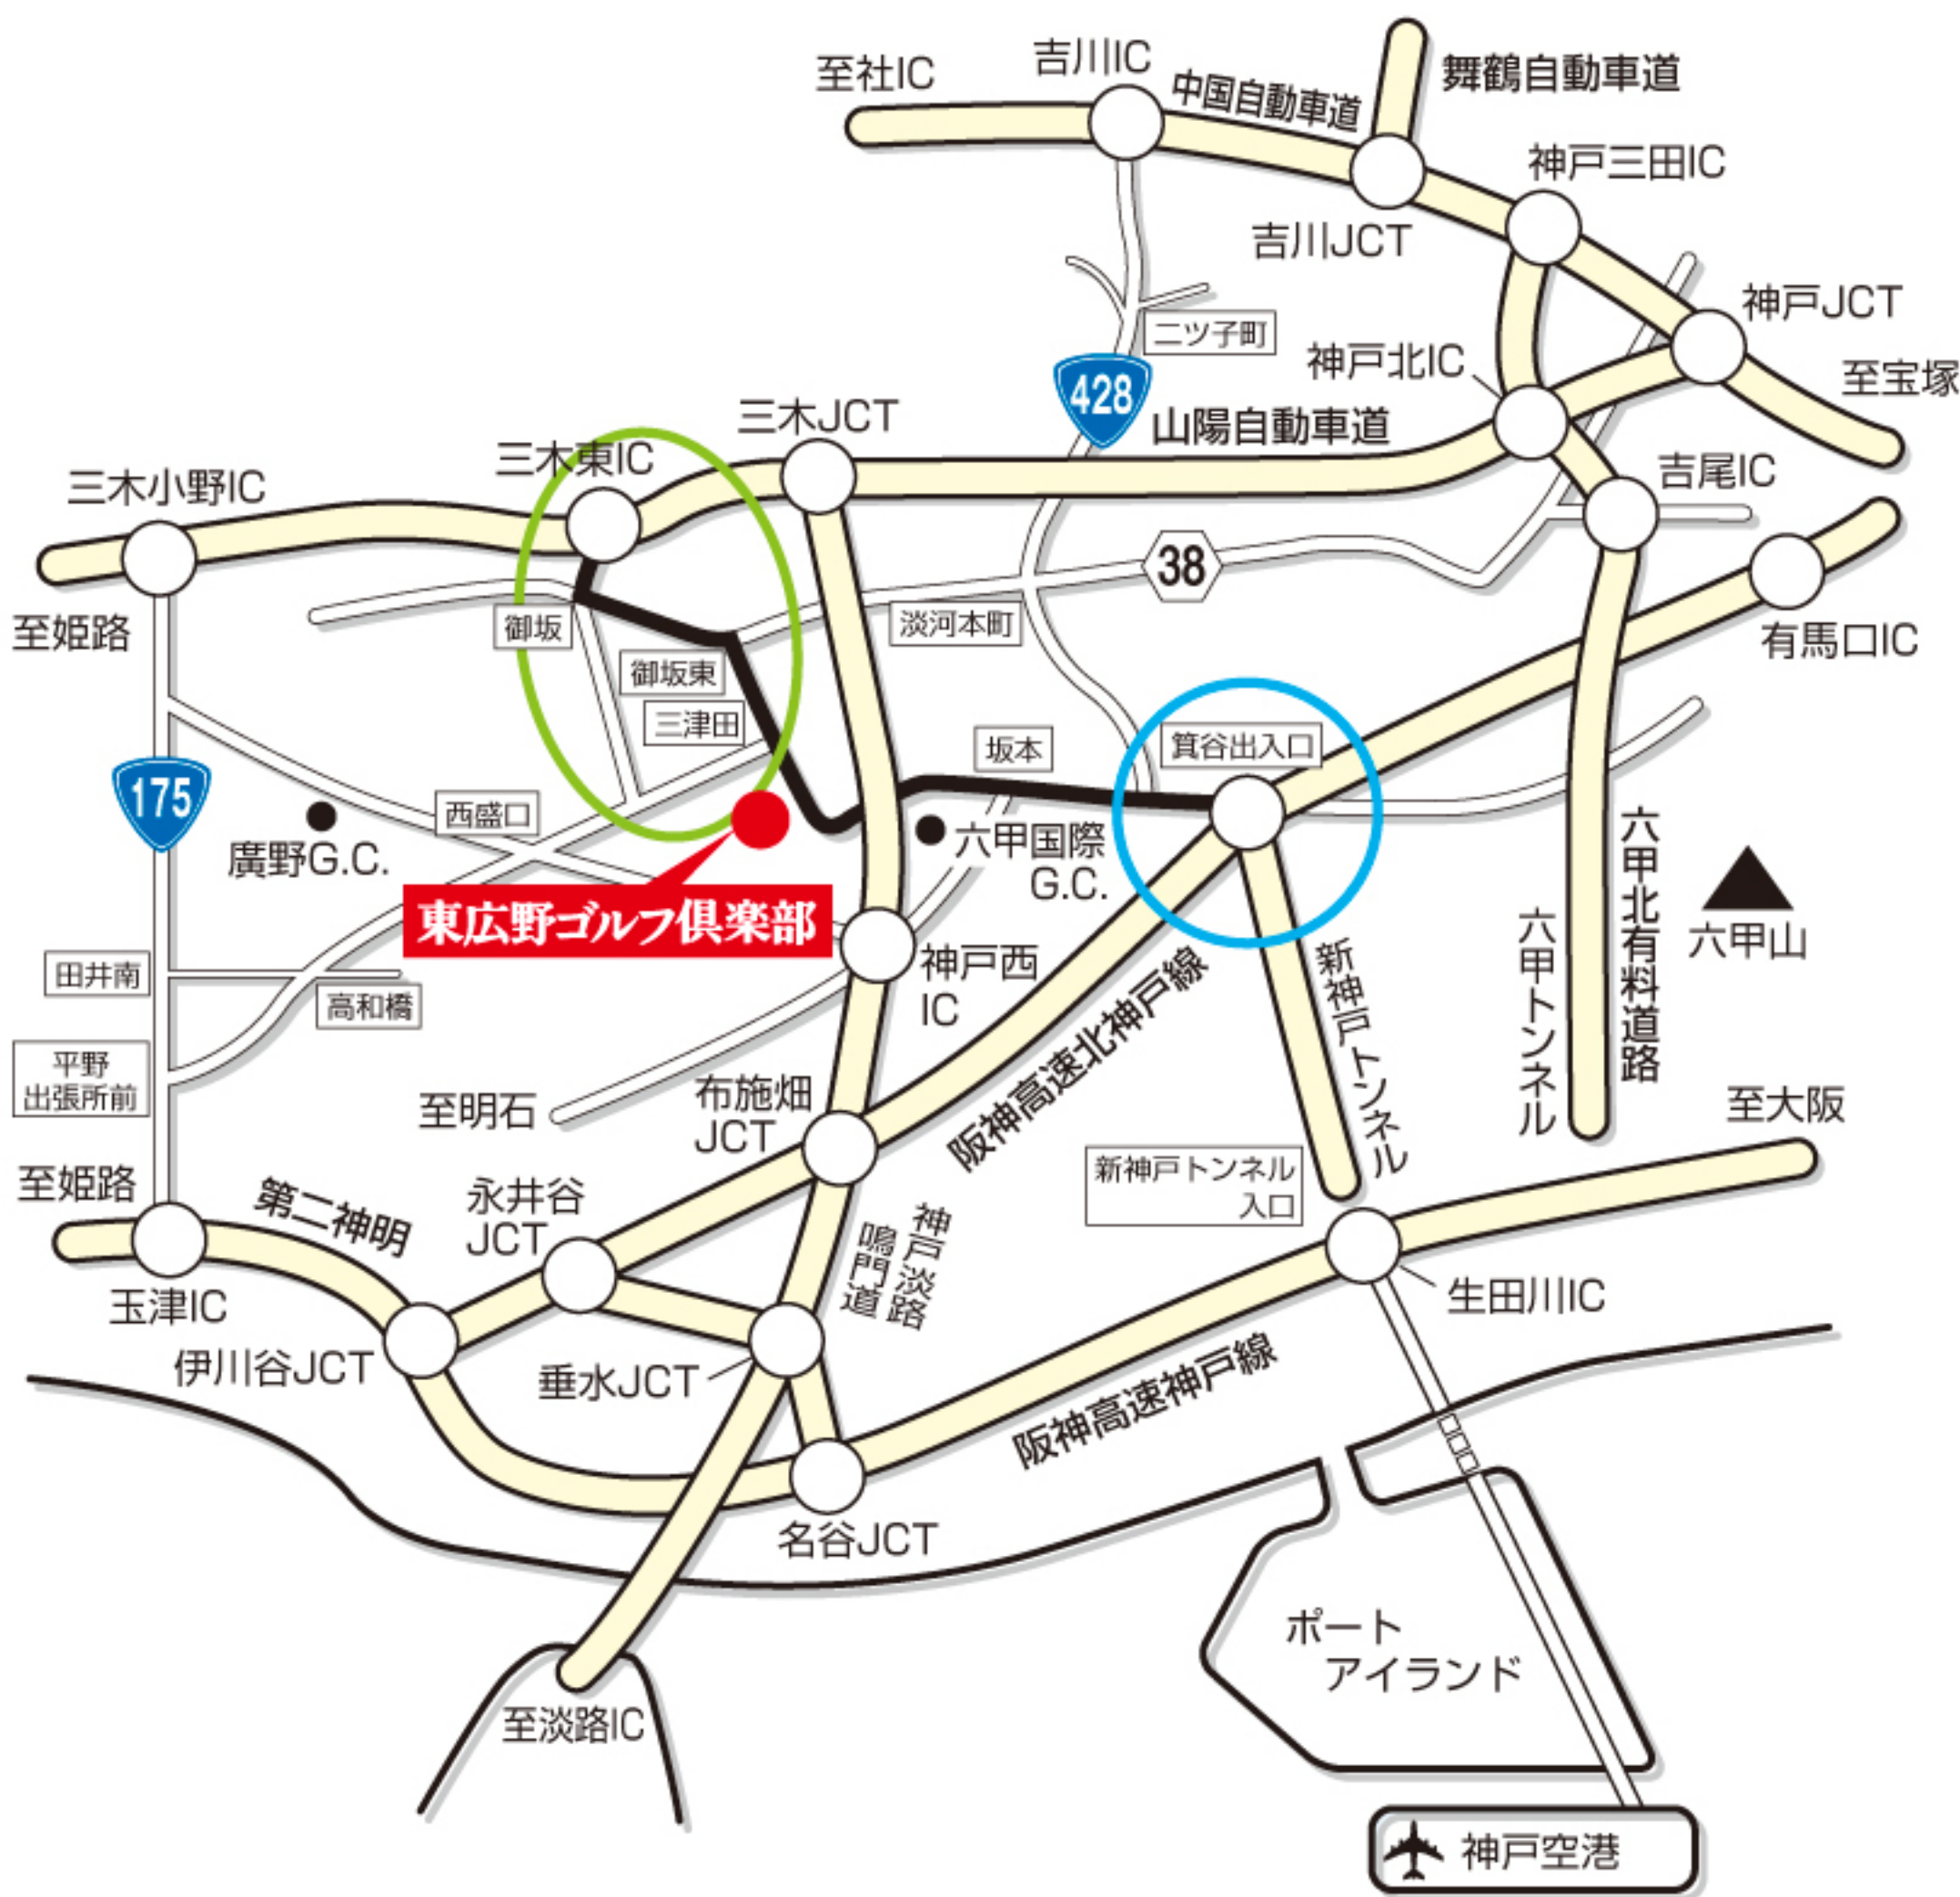 吉川IC
至社IC
中国自動車道
舞鶴自動車道
神戸三田IC
吉川JCT
神戸JCT
二ツ子町
神戸北IC
至宝塚
428
三木JCT
山陽自動車道
三木東IC
吉尾IC
三木小野IC
38
至姫路
御坂
淡河本町
有馬口IC
御坂東
三津田
坂本
箕谷出入口
175
西盛口
廣野G.C.
六甲国際
G.C.
六甲北有料道路
東広野ゴルフ倶楽部
六甲トンネル
六甲山
田井南
神戸西
IC
新神戸トンネル
高和橋
阪神高速北神戸線
平野
出張所前
至明石
布施畑
JCT
至大阪
至姫路
第二神明
永井谷
JCT
新神戸トンネル
入口
神戸淡路
鳴門道
玉津IC
生田川IC
伊川谷JCT
垂水JCT
阪神高速神戸線
名谷JCT
ポート
アイランド
至淡路IC
神戸空港